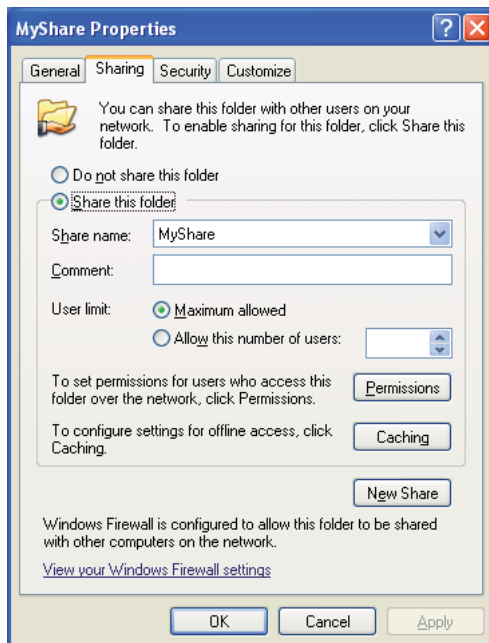 MyShare Properties
General Sharing Security Customize
You can share this folder with other users on your
network. To enable sharing for this folder, click Share this
folder.
Do not share this folder
Share this folder
Share name: MyShare
Comment:
User limit: Maximum allowed
Allow this number of users:
To set permissions for users who access this
folder over the network, click Permissions.
Permissions
To configure settings for offline access, click
Caching.
Caching
New Share
Windows Firewall is configured to allow this folder to be shared
with other computers on the network.
View your Windows Firewall settings
OK Cancel Apply